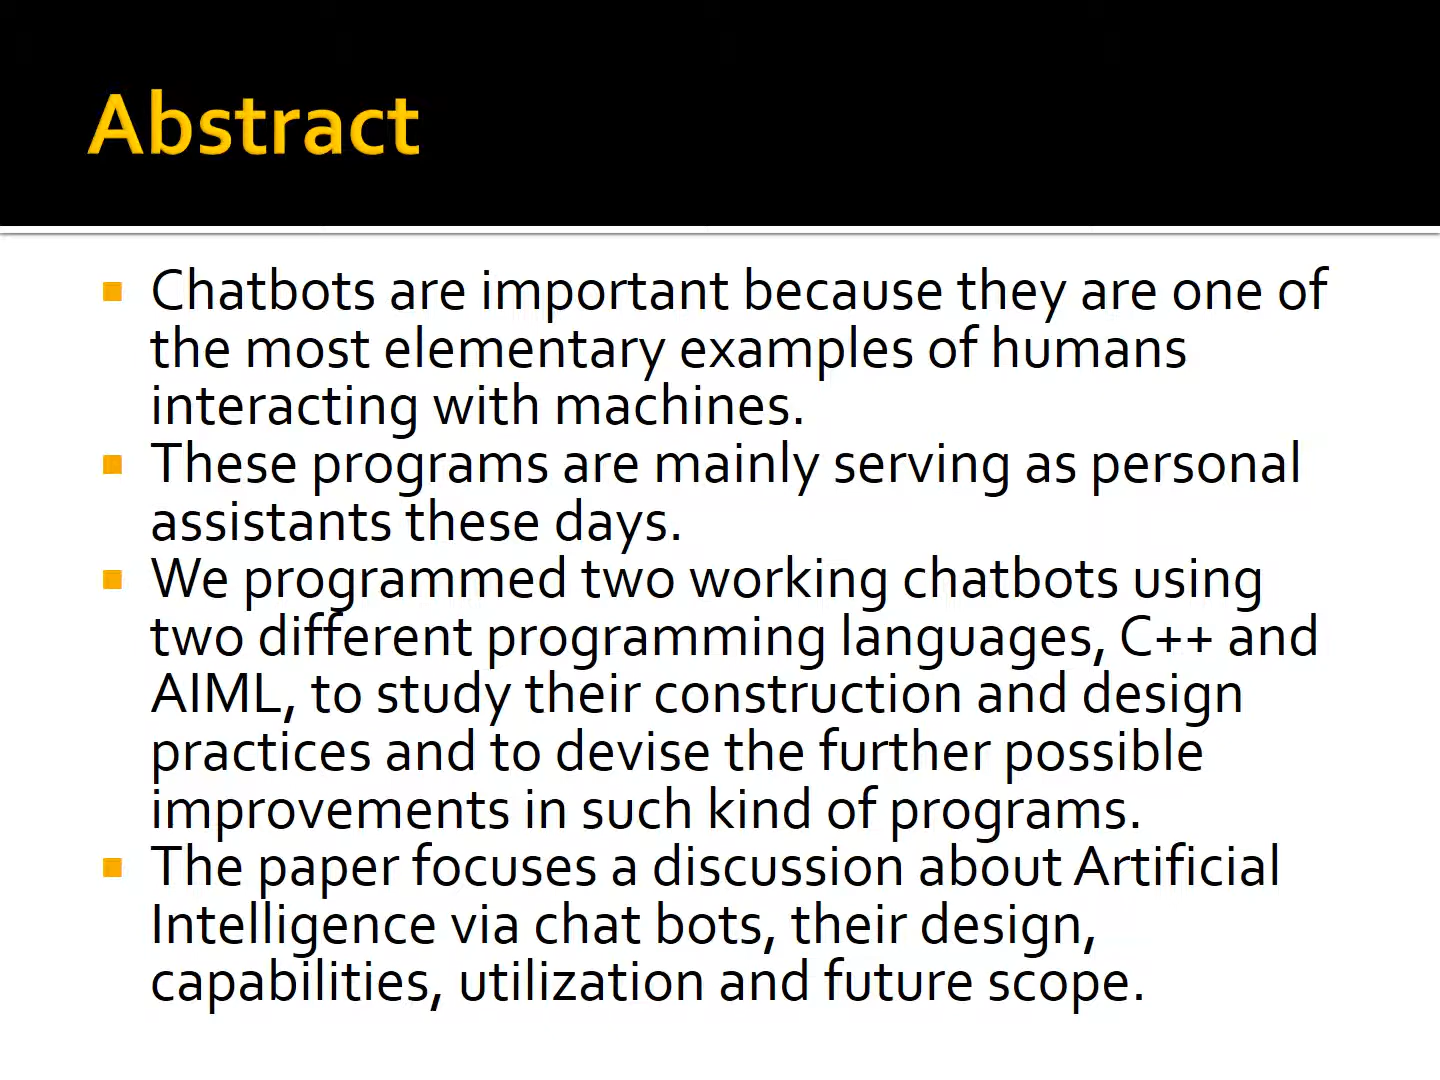 Abstract
Chatbots are important because they are one of
the most elementary examples of humans
interacting with machines.
These programs are mainly serving as personal
assistants these days.
We programmed two working chatbots using
two different programming languages, C++ and
AIML, to study their construction and design
practices and to devise the further possible
improvements in such kind of programs.
The paper focuses a discussion about Artificial
Intelligence via chat bots, their design,
capabilities, utilization and future scope.